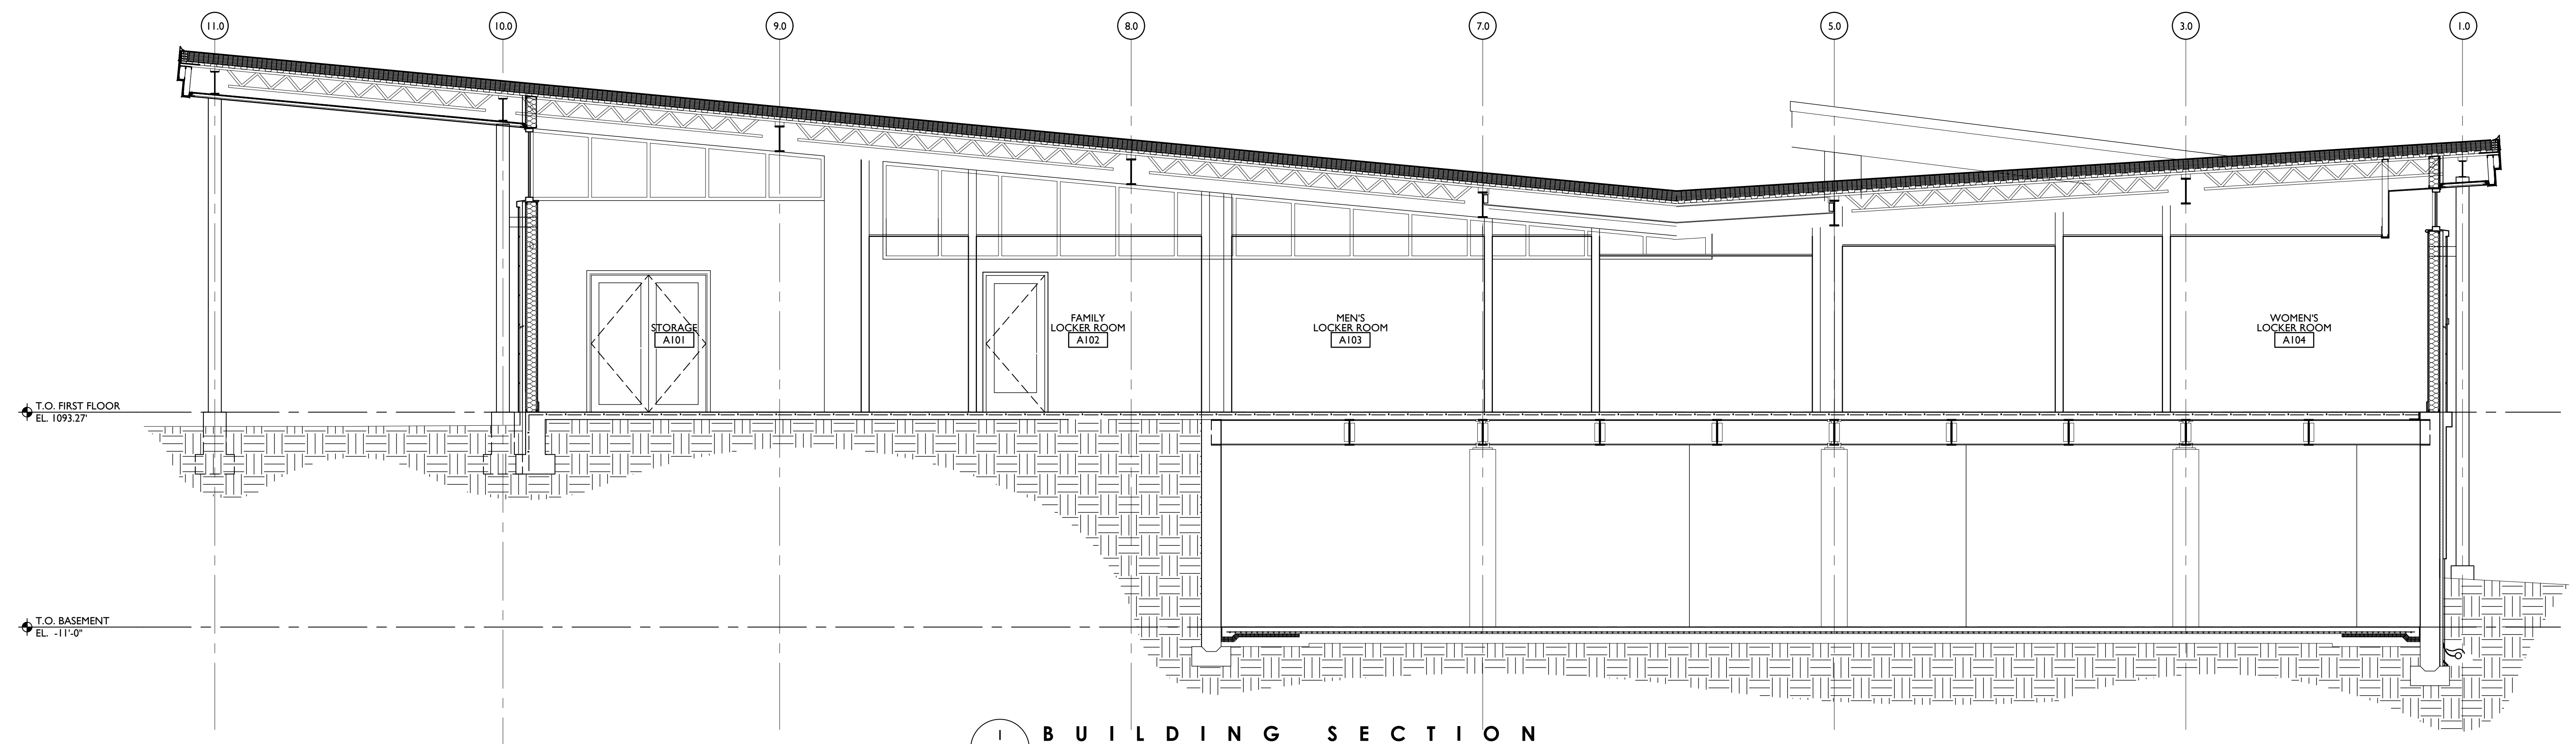 11.0
10.0
9.0
8.0
7.0
5.0
3.0
1.0
STORAGE
A101
FAMILY
LOCKER ROOM
A102
MEN'S
LOCKER ROOM
A103
WOMEN'S
LOCKER ROOM
A104
T.O. FIRST FLOOR
EL. 1093.27'
T.O. BASEMENT
EL. -11'-0"
1
BUILDING SECTION